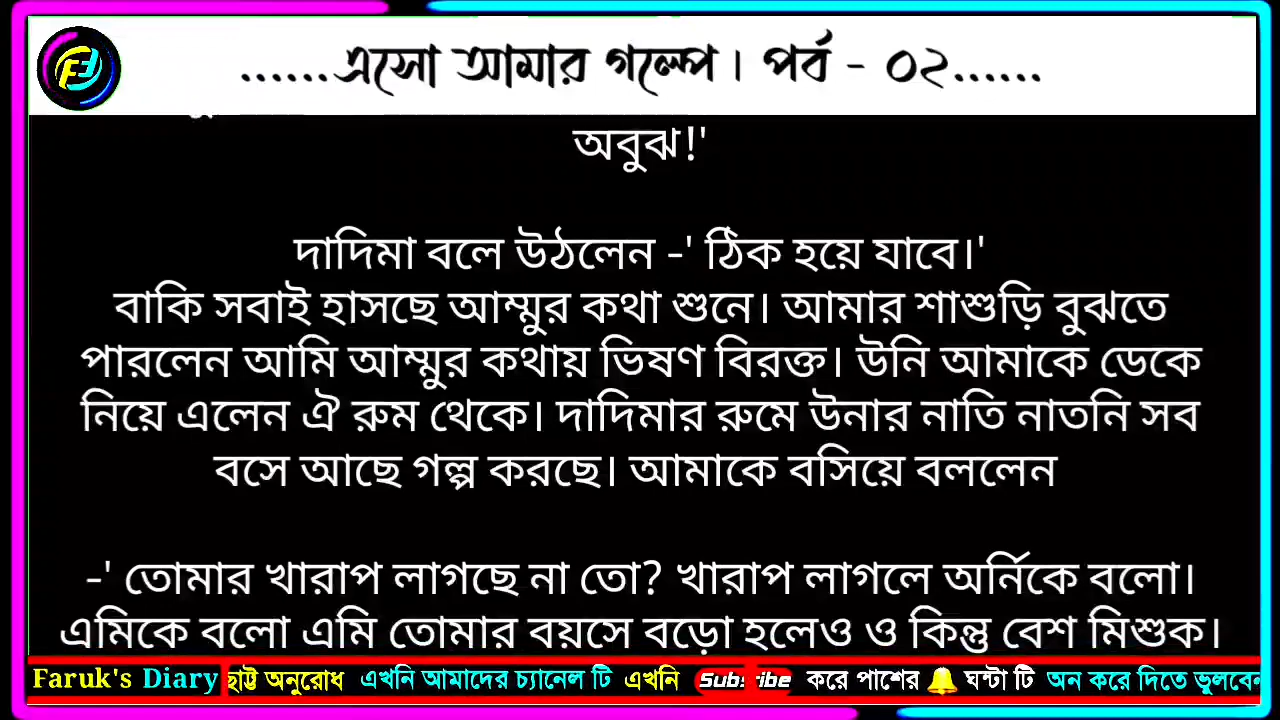 ......এসো আমার গল্পে। পর্ব - ০২......
অবুঝ!'
দাদিমা বলে উঠলেন -' ঠিক হয়ে যাবে।'
বাকি সবাই হাসছে আম্মুর কথা শুনে। আমার শাশুড়ি বুঝতে
পারলেন আমি আম্মুর কথায় ভিষণ বিরক্ত। উনি আমাকে ডেকে
নিয়ে এলেন ঐ রুম থেকে। দাদিমার রুমে উনার নাতি নাতনি সব
বসে আছে গল্প করছে। আমাকে বসিয়ে বললেন
-' তোমার খারাপ লাগছে না তো? খারাপ লাগলে অর্নিকে বলো।
এমিকে বলো এমি তোমার বয়সে বড়ো হলেও ও কিন্তু বেশ মিশুক।
Faruk's Diary অনুরোধ এখনি আমাদের চ্যানেল টি এখনি করে পাশের 🔔 ঘন্টা টি অন করে দিতে